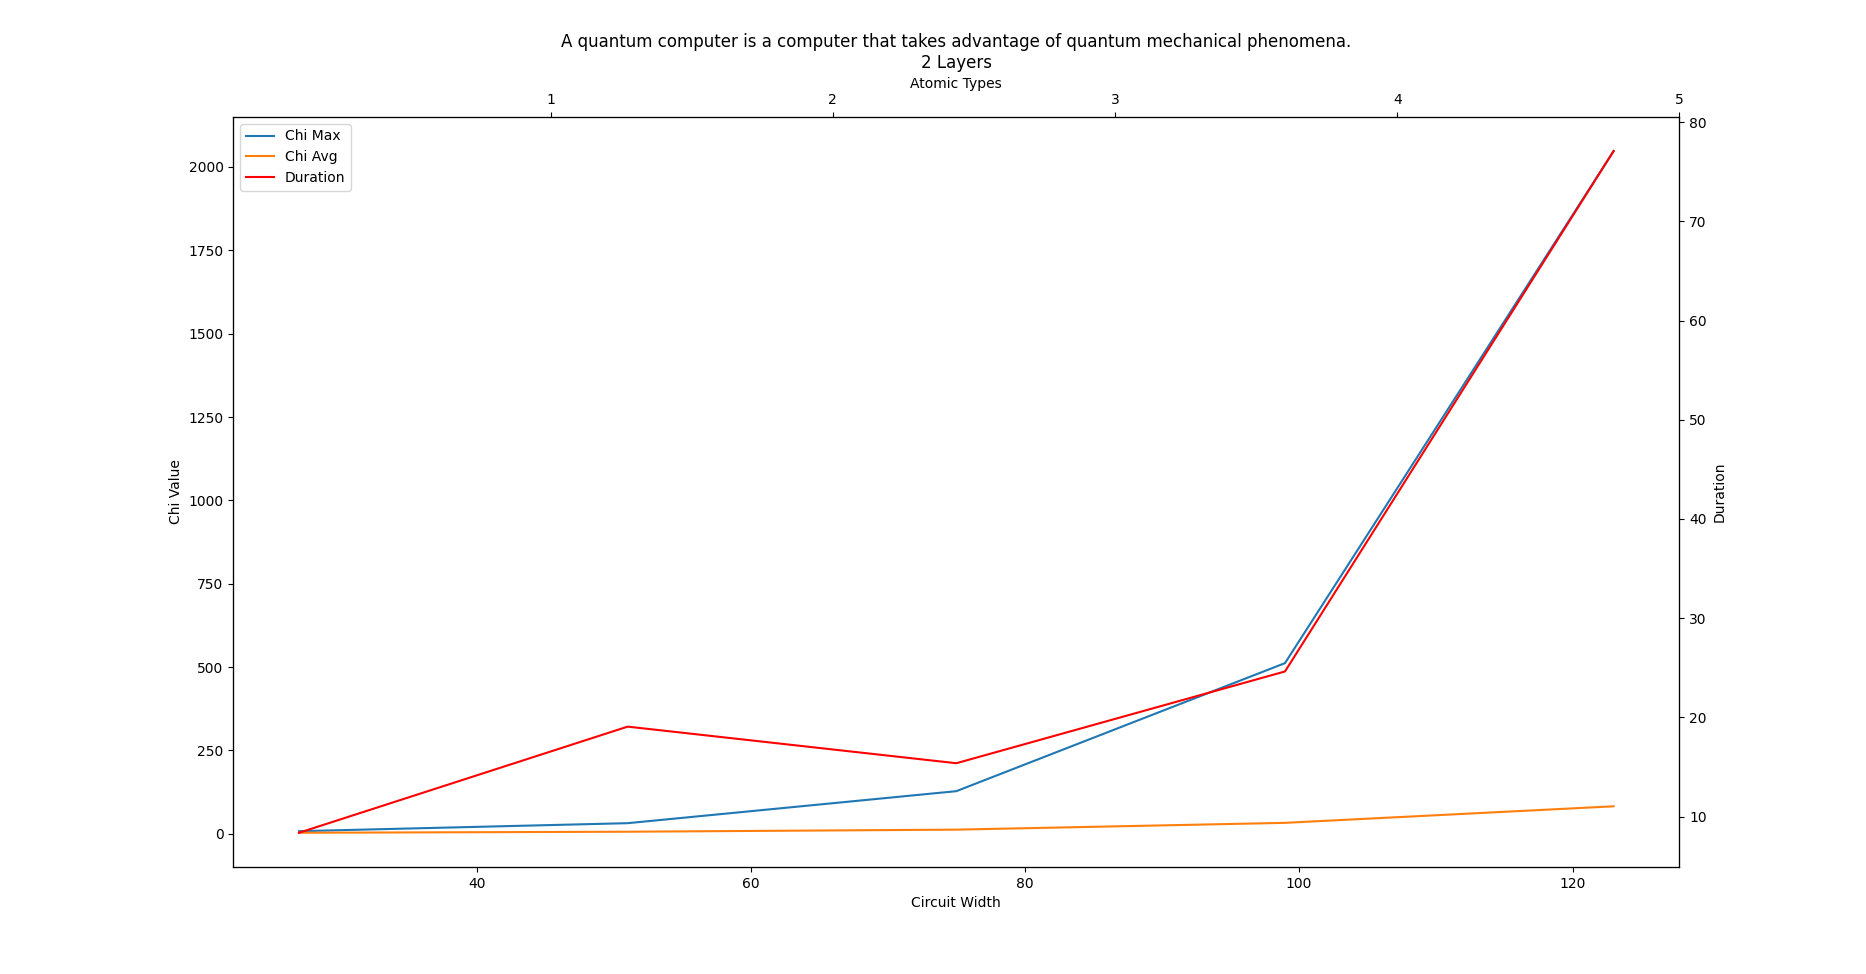 A quantum computer is a computer that takes advantage of quantum mechanical phenomena.
2 Layers
Atomic Types
1 2 3 4 5
Chi Max
Chi Avg
Duration
2000
1750
1500
1250
1000
750
500
250
0
Chi Value
80
70
60
50
40
30
20
10
Duration
40 60 80 100 120
Circuit Width